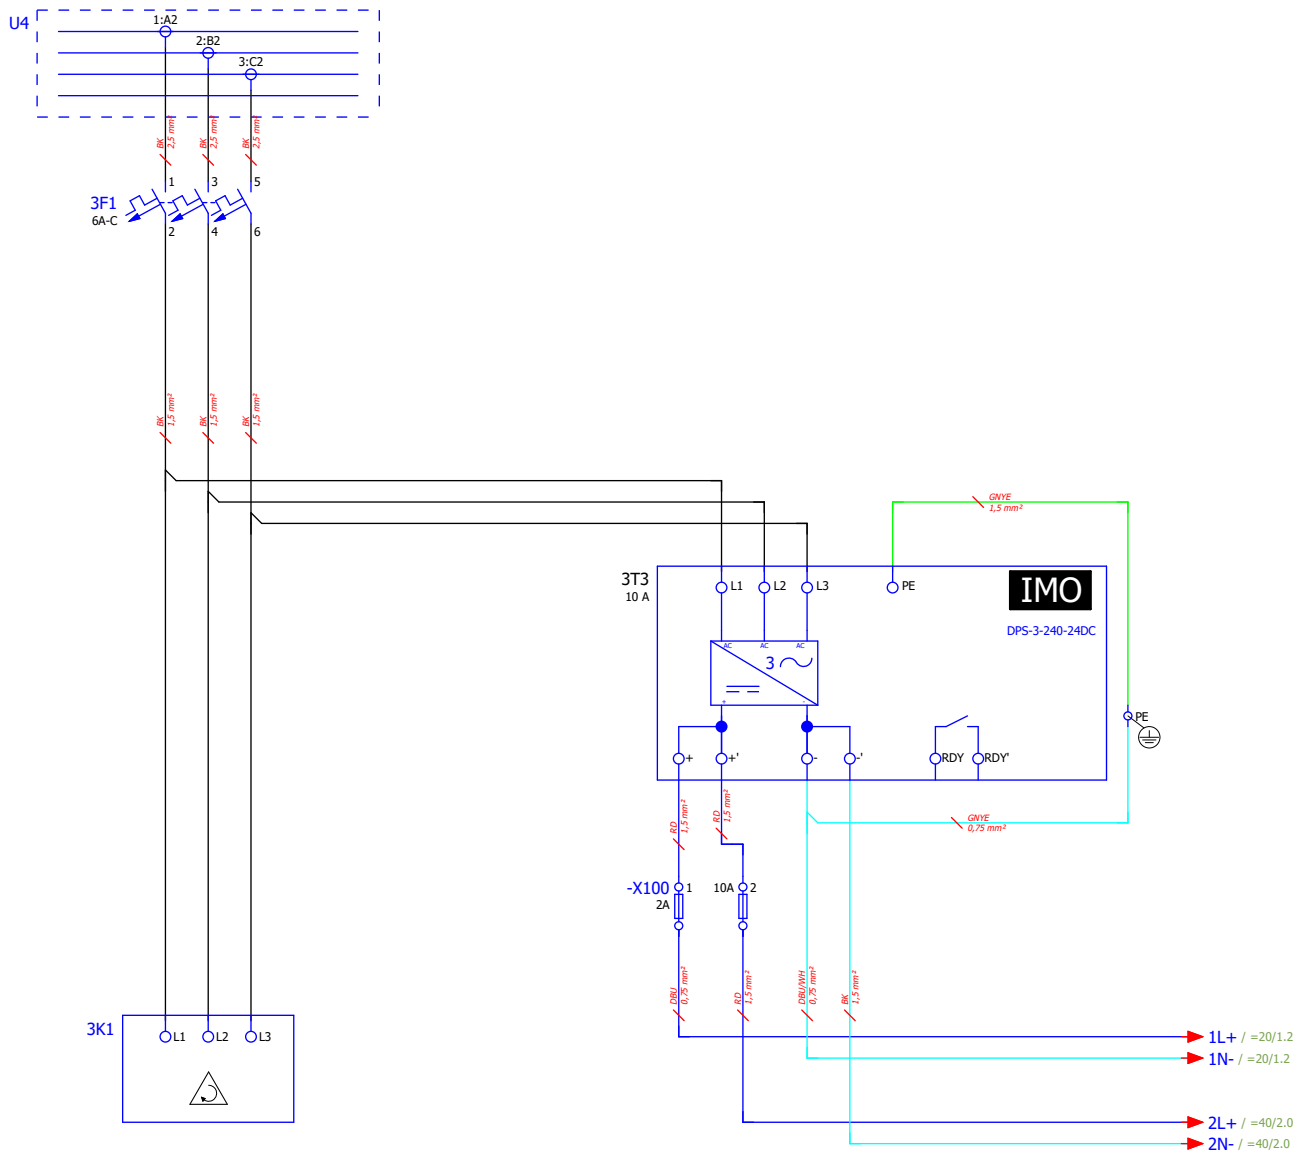 U4
1:A2
2:B2
3:C2
BK
2,5 mm²
BK
2,5 mm²
BK
2,5 mm²
1
3
5
3F1
6A-C
2
4
6
BK
1,5 mm²
BK
1,5 mm²
BK
1,5 mm²
GNYE
1,5 mm²
3T3
10 A
L1
L2
L3
PE
IMO
DPS-3-240-24DC
AC
AC
AC
3
+
-
PE
+
+'
-
-'
RDY
RDY'
RD
1,5 mm²
RD
1,5 mm²
GNYE
0,75 mm²
-X100
1
2A
10A
2
DBU
0,75 mm²
RD
1,5 mm²
DBU/WH
0,75 mm²
BK
1,5 mm²
3K1
L1
L2
L3
1L+ / =20/1.2
1N- / =20/1.2
2L+ / =40/2.0
2N- / =40/2.0